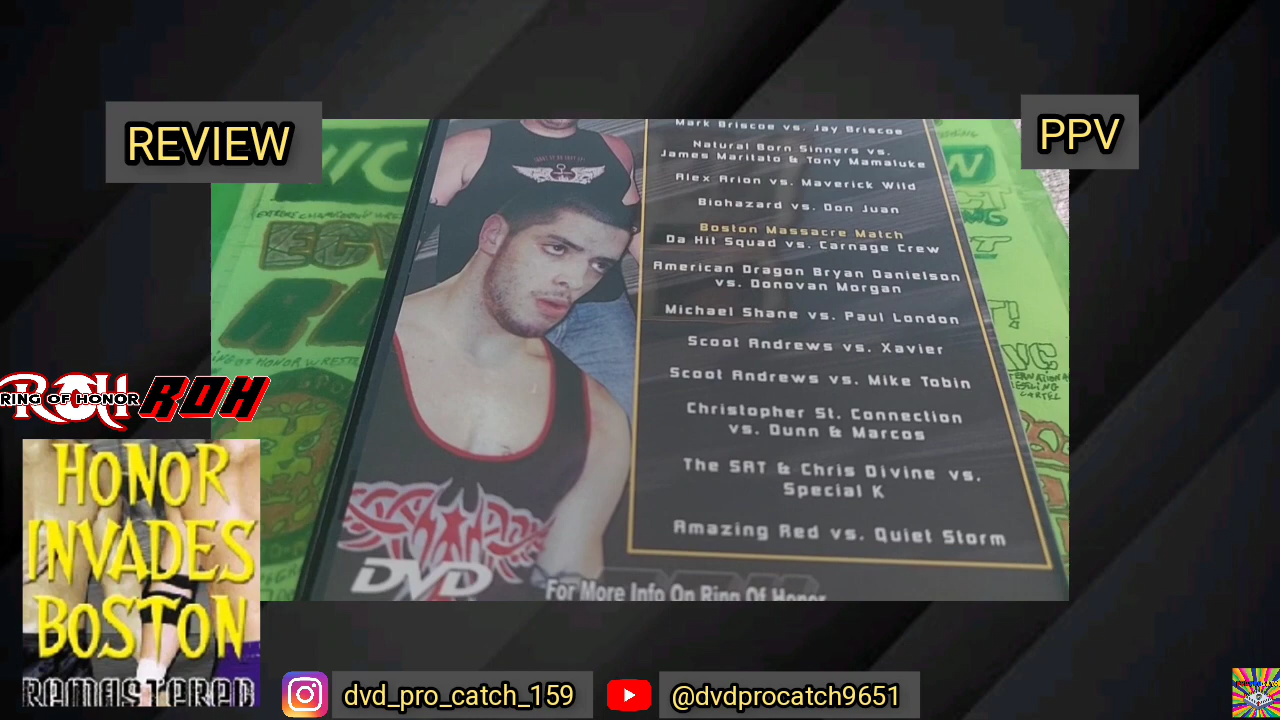 REVIEW
PPV
Mark Briscoe vs. Jay Briscoe
Natural Born Sinners vs.
James Maritato & Tony Mamaluke
Alex Arion vs. Maverick Wild
Biohazard vs. Don Juan
Boston Massacre Match
Da Hit Squad vs. Carnage Crew
American Dragon Bryan Danielson
vs. Donovan Morgan
Michael Shane vs. Paul London
Scoot Andrews vs. Xavier
Scoot Andrews vs. Mike Tobin
Christopher St. Connection
vs. Dunn & Marcos
The SAT & Chris Divine vs.
Special K
Amazing Red vs. Quiet Storm
DVD
For More Info On Ring Of Honor
ROH
RING OF HONOR
ROH
HONOR
INVADES
BOSTON
REMASTERED
dvd_pro_catch_159
@dvdprocatch9651